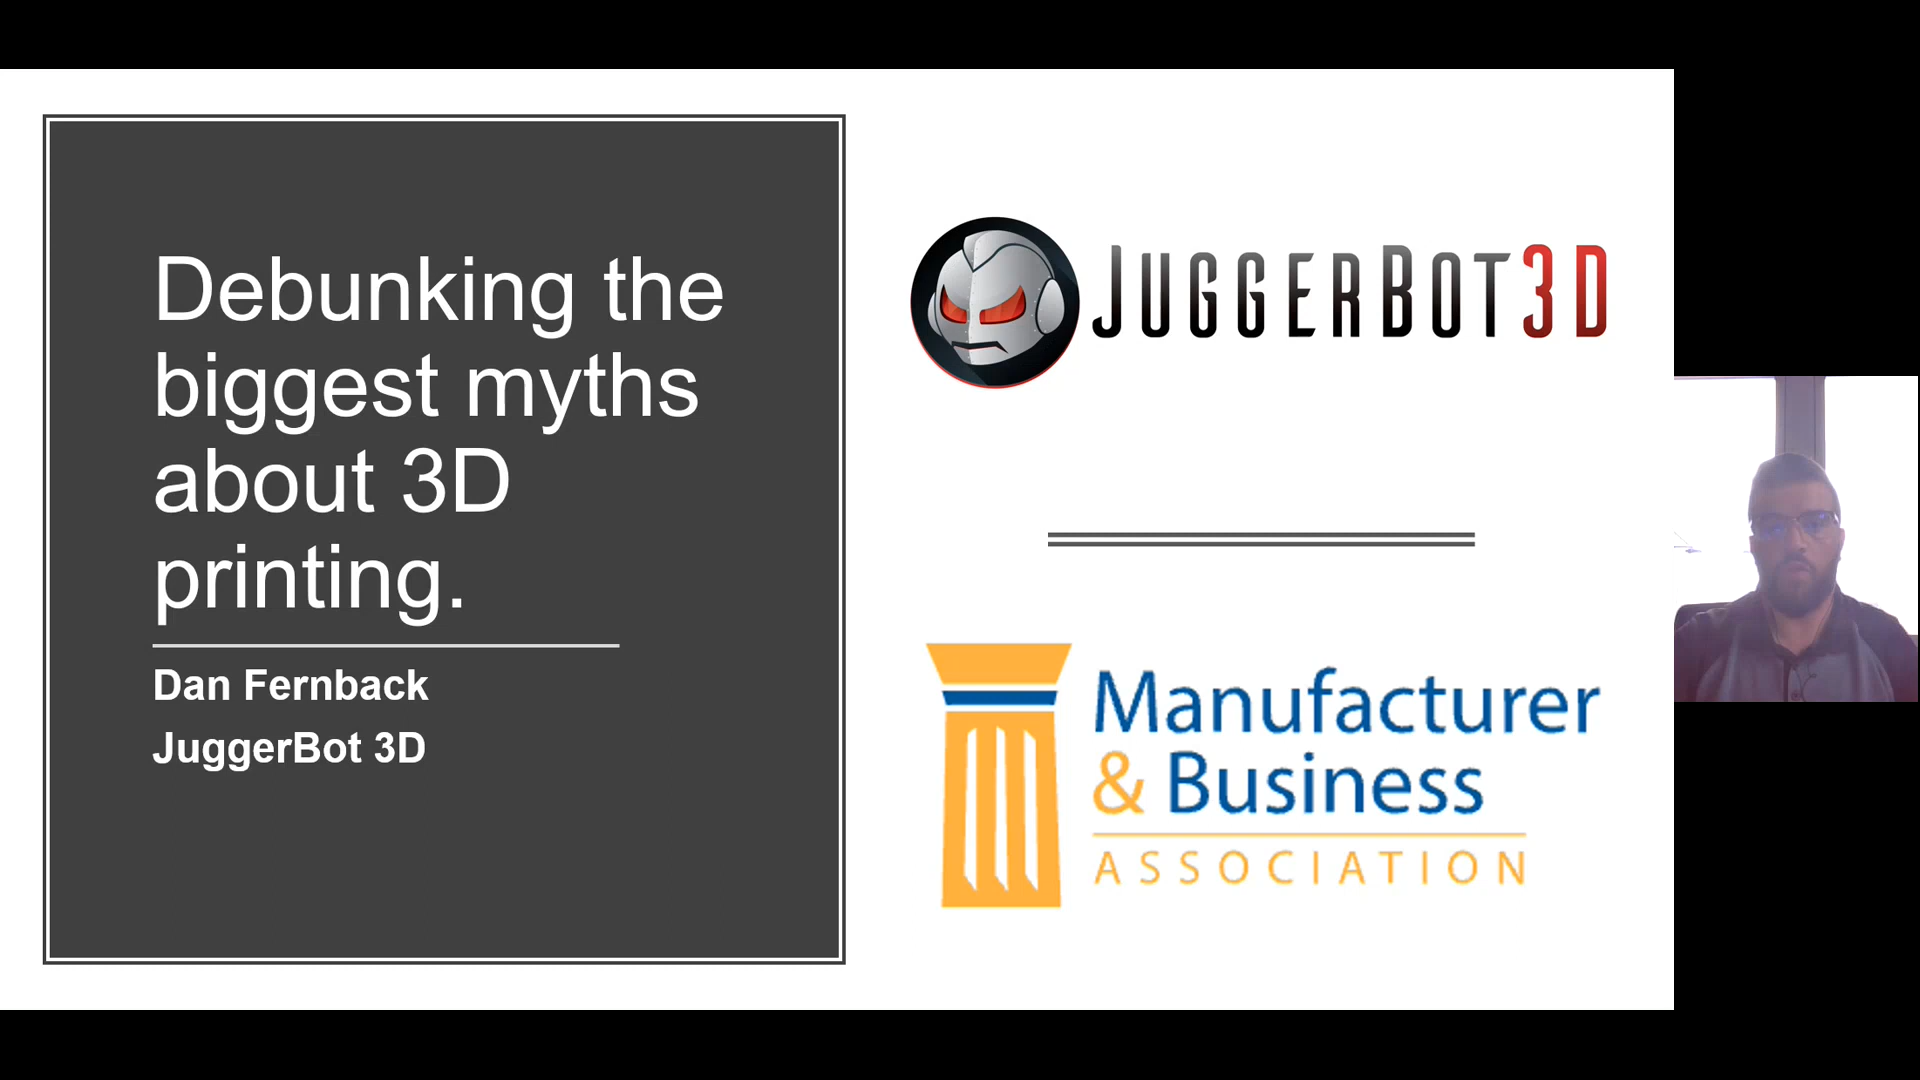 Debunking the
biggest myths
about 3D
printing.
Dan Fernback
JuggerBot 3D
JUGGERBOT3D
Manufacturer
& Business
ASSOCIATION